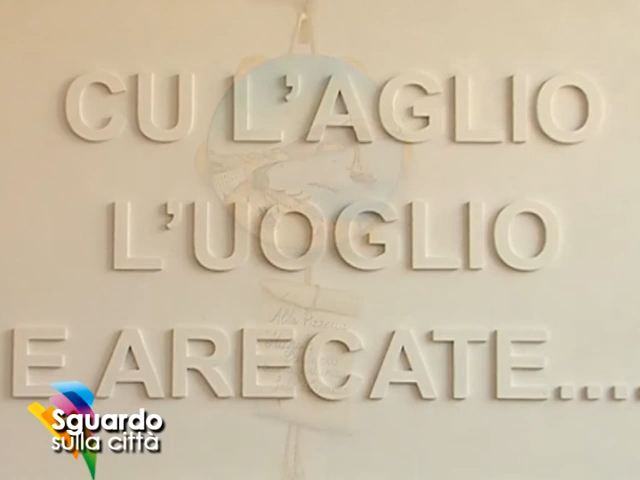 CU L'AGLIO
L'UOGLIO
E ARECATE....
Sguardo
sulla città